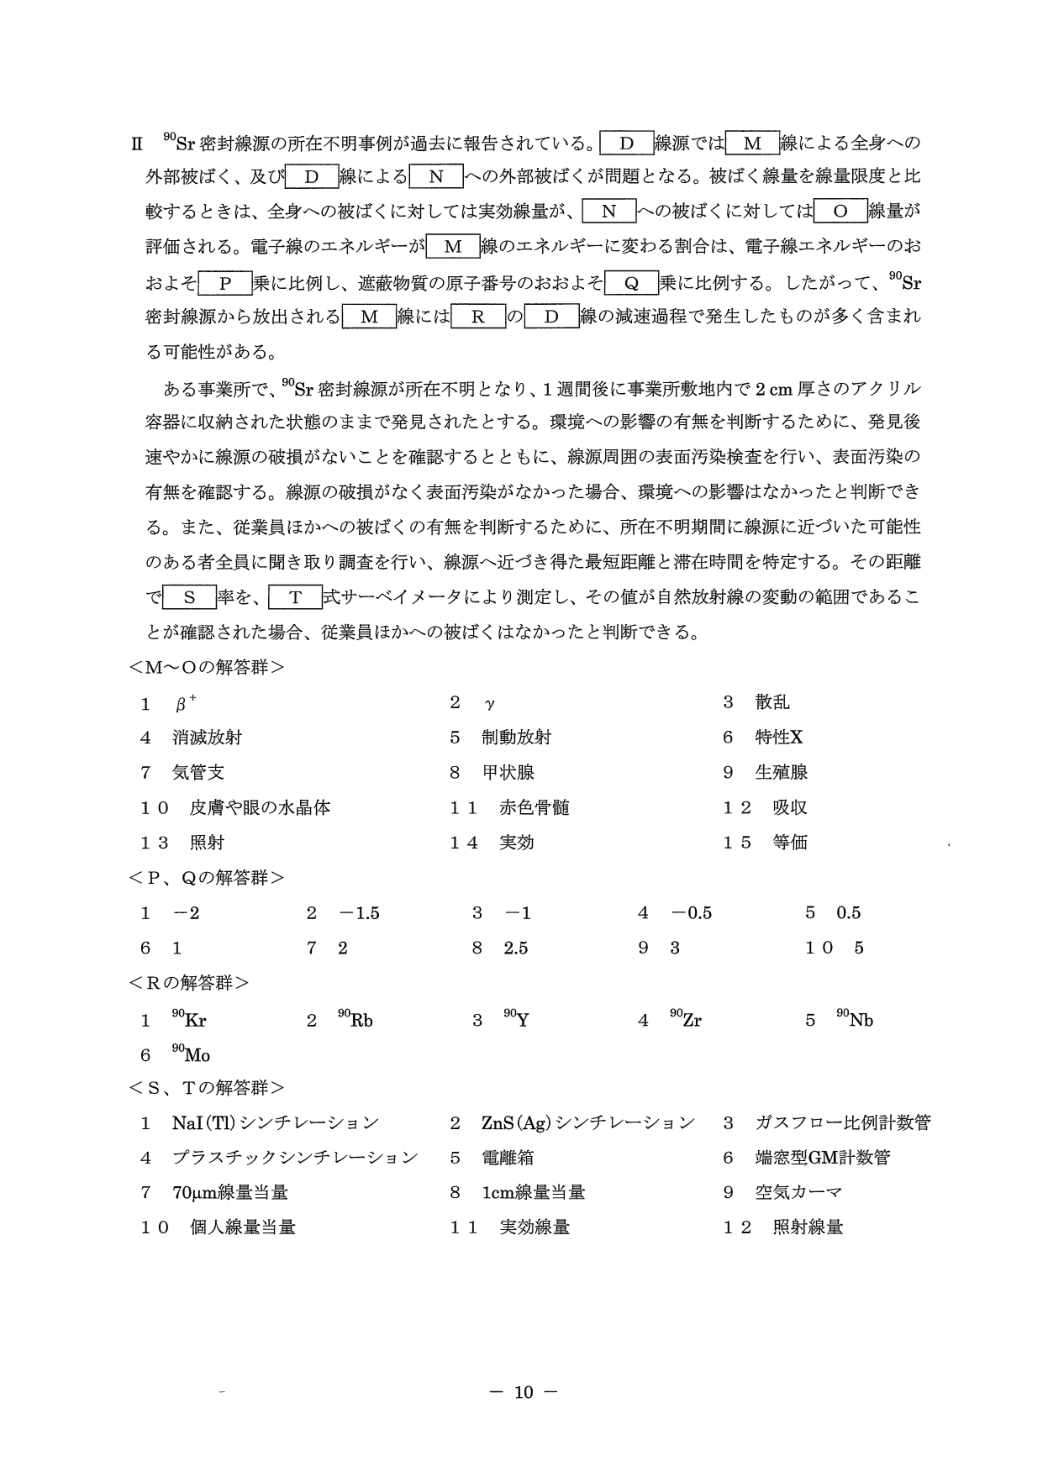 Ⅱ ⁹⁰Sr 密封線源の所在不明事例が過去に報告されている。 D 線源では M 線による全身への
外部被ばく、及び D 線による N への外部被ばくが問題となる。被ばく線量を線量限度と比
較するときは、全身への被ばくに対しては実効線量が、 N への被ばくに対しては O 線量が
評価される。電子線のエネルギーが M 線のエネルギーに変わる割合は、電子線エネルギーのお
およそ P 乗に比例し、遮蔽物質の原子番号のおおよそ Q 乗に比例する。したがって、⁹⁰Sr
密封線源から放出される M 線には R の D 線の減速過程で発生したものが多く含まれ
る可能性がある。
ある事業所で、⁹⁰Sr 密封線源が所在不明となり、1 週間後に事業所敷地内で 2 cm 厚さのアクリル
容器に収納された状態のままで発見されたとする。環境への影響の有無を判断するために、発見後
速やかに線源の破損がないことを確認するとともに、線源周囲の表面汚染検査を行い、表面汚染の
有無を確認する。線源の破損がなく表面汚染がなかった場合、環境への影響はなかったと判断でき
る。また、従業員ほかへの被ばくの有無を判断するために、所在不明期間に線源に近づいた可能性
のある者全員に聞き取り調査を行い、線源へ近づき得た最短距離と滞在時間を特定する。その距離
で S 率を、 T 式サーベイメータにより測定し、その値が自然放射線の変動の範囲であるこ
とが確認された場合、従業員ほかへの被ばくはなかったと判断できる。
＜M～Oの解答群＞
1 β⁺ 2 γ 3 散乱
4 消滅放射 5 制動放射 6 特性X
7 気管支 8 甲状腺 9 生殖腺
10 皮膚や眼の水晶体 11 赤色骨髄 12 吸収
13 照射 14 実効 15 等価
＜P、Qの解答群＞
1 －2 2 －1.5 3 －1 4 －0.5 5 0.5
6 1 7 2 8 2.5 9 3 10 5
＜Rの解答群＞
1 ⁹⁰Kr 2 ⁹⁰Rb 3 ⁹⁰Y 4 ⁹⁰Zr 5 ⁹⁰Nb
6 ⁹⁰Mo
＜S、Tの解答群＞
1 NaI(Tl)シンチレーション 2 ZnS(Ag)シンチレーション 3 ガスフロー比例計数管
4 プラスチックシンチレーション 5 電離箱 6 端窓型GM計数管
7 70μm線量当量 8 1cm線量当量 9 空気カーマ
10 個人線量当量 11 実効線量 12 照射線量
－ 10 －